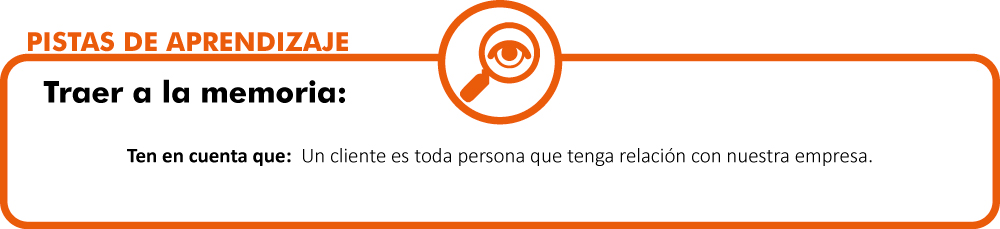 PISTAS DE APRENDIZAJE
Traer a la memoria:
Ten en cuenta que: Un cliente es toda persona que tenga relación con nuestra empresa.